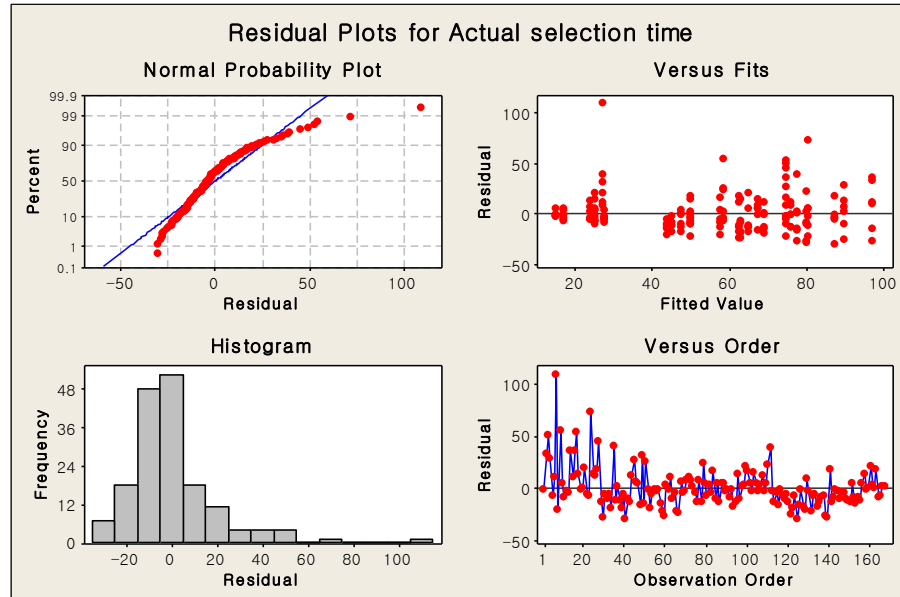 Residual Plots for Actual selection time
Normal Probability Plot
99.9
99
90
50
10
1
0.1
Percent
−50 0 50 100
Residual
Versus Fits
100
50
0
−50
Residual
20 40 60 80 100
Fitted Value
Histogram
48
36
24
12
0
Frequency
−20 0 20 40 60 80 100
Residual
Versus Order
100
50
0
−50
Residual
1 20 40 60 80 100 120 140 160
Observation Order